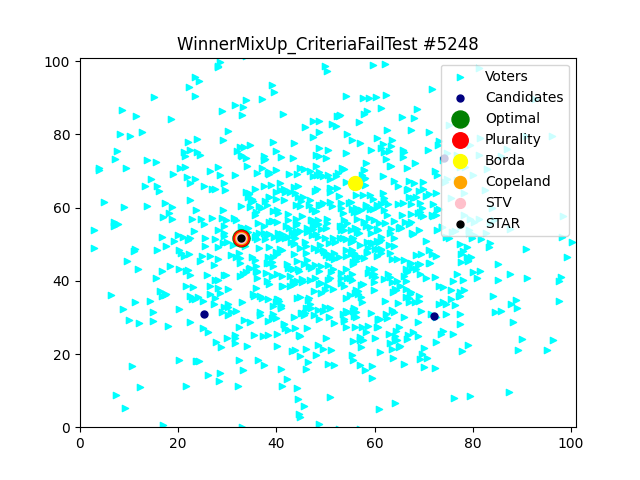 WinnerMixUp_CriteriaFailTest #5248
100
80
60
40
20
0
0
20
40
60
80
100
Voters
Candidates
Optimal
Plurality
Borda
Copeland
STV
STAR